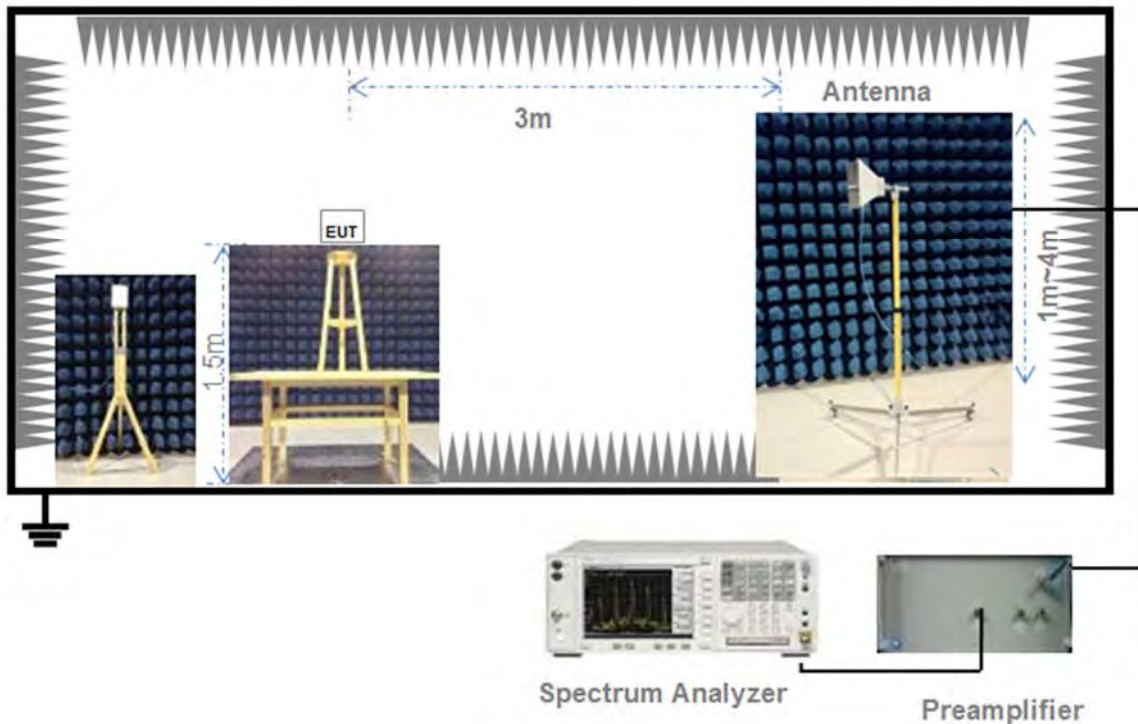 Antenna
3m
EUT
1.5m
1m~4m
Spectrum Analyzer
Preamplifier